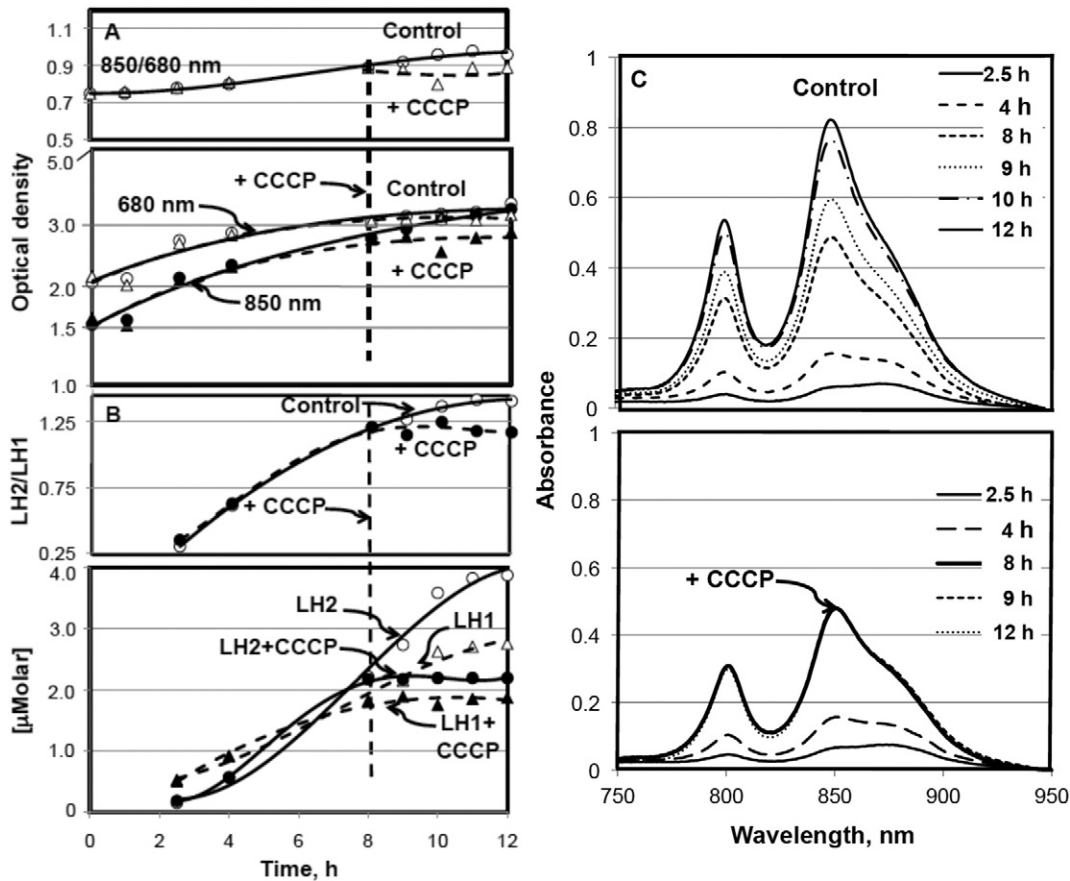 A
Control
850/680 nm
+ CCCP
1.1
0.9
0.7
0.5
Optical density
5.0
3.0
2.0
1.5
1.0
+ CCCP
Control
680 nm
+ CCCP
850 nm
B
Control
+ CCCP
+ CCCP
LH2/LH1
1.25
0.75
0.25
[µMolar]
4.0
3.0
2.0
1.0
0
LH2
LH1
LH2+CCCP
LH1+
CCCP
0 2 4 6 8 10 12
Time, h
C
Control
2.5 h
4 h
8 h
9 h
10 h
12 h
1
0.8
0.6
0.4
0.2
0
Absorbance
1
0.8
0.6
0.4
0.2
0
+ CCCP
2.5 h
4 h
8 h
9 h
12 h
750 800 850 900 950
Wavelength, nm